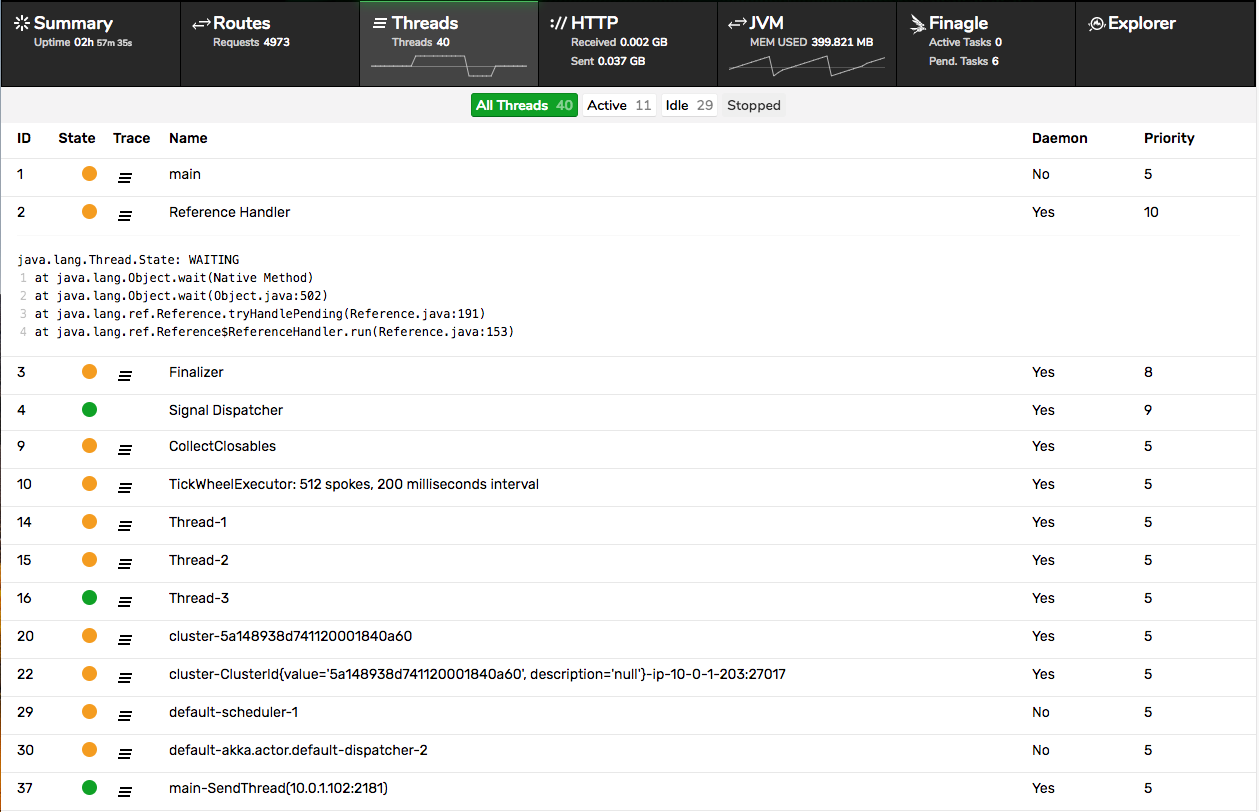 Summary
Uptime 02h 57m 35s
Routes
Requests 4973
Threads
Threads 40
:// HTTP
Received 0.002 GB
Sent 0.037 GB
JVM
MEM USED 399.821 MB
Finagle
Active Tasks 0
Pend. Tasks 6
Explorer
All Threads 40 Active 11 Idle 29 Stopped
ID State Trace Name Daemon Priority
1 main No 5
2 Reference Handler Yes 10
java.lang.Thread.State: WAITING
1 at java.lang.Object.wait(Native Method)
2 at java.lang.Object.wait(Object.java:502)
3 at java.lang.ref.Reference.tryHandlePending(Reference.java:191)
4 at java.lang.ref.Reference$ReferenceHandler.run(Reference.java:153)
3 Finalizer Yes 8
4 Signal Dispatcher Yes 9
9 CollectClosables Yes 5
10 TickWheelExecutor: 512 spokes, 200 milliseconds interval Yes 5
14 Thread-1 Yes 5
15 Thread-2 Yes 5
16 Thread-3 Yes 5
20 cluster-5a148938d741120001840a60 Yes 5
22 cluster-ClusterId{value='5a148938d741120001840a60', description='null'}-ip-10-0-1-203:27017 Yes 5
29 default-scheduler-1 No 5
30 default-akka.actor.default-dispatcher-2 No 5
37 main-SendThread(10.0.1.102:2181) Yes 5